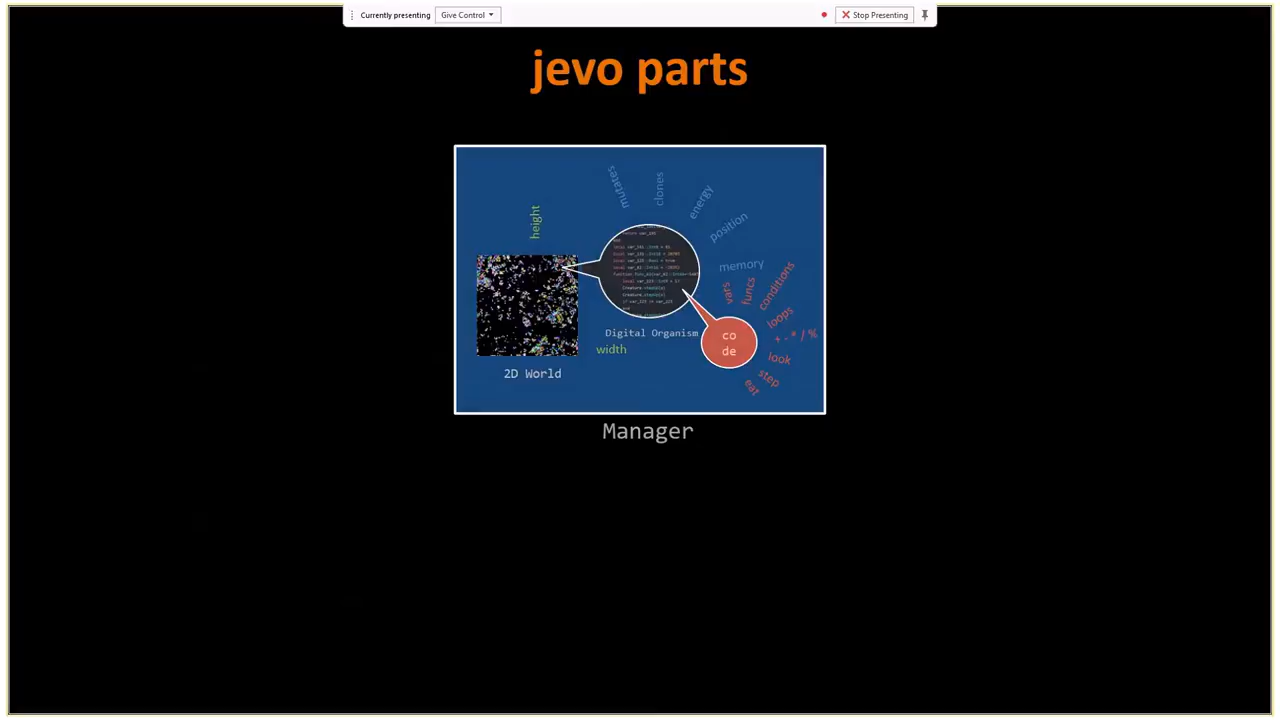 Currently presenting
Give Control
Stop Presenting
jevo parts
mutates
clones
energy
position
memory
height
vars
funcs
conditions
loops
+ - * / %
look
step
eat
co
de
Digital Organism
width
2D World
Manager